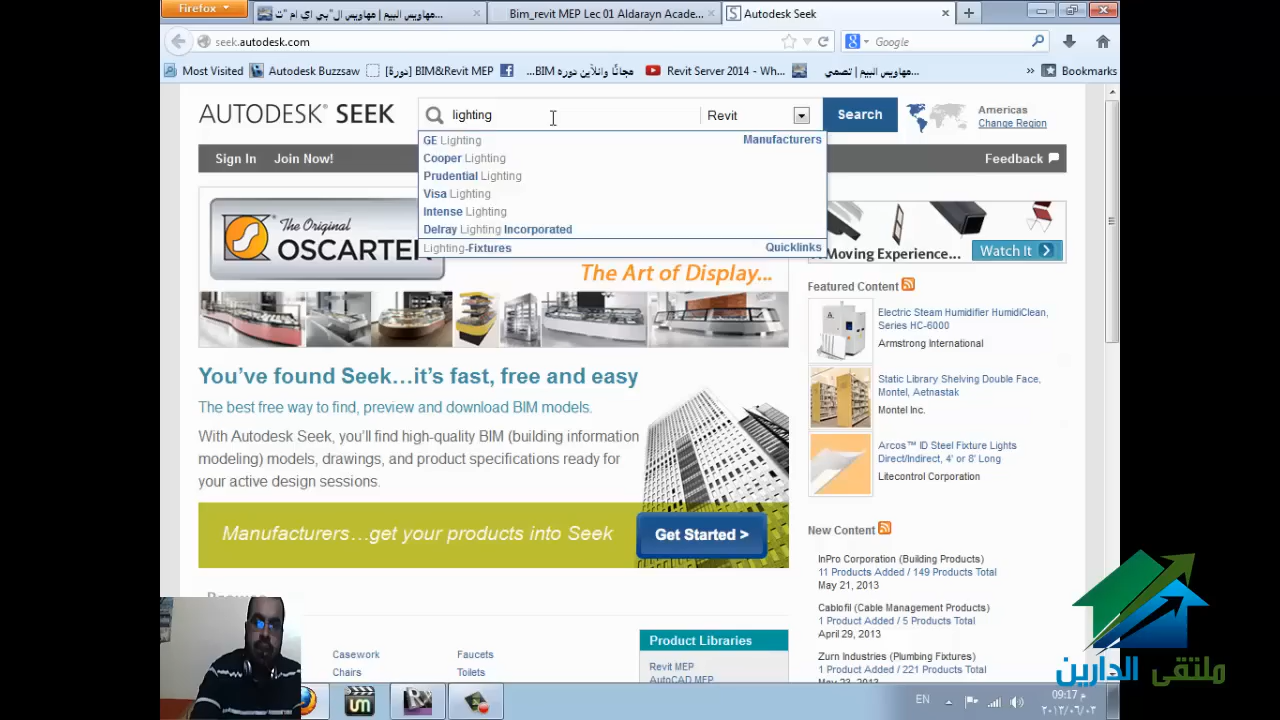 Firefox
مهاويس البيم | مهاويس ال"بي اي ام "ت...
Bim_revit MEP Lec 01 Aldarayn Acade...
Autodesk Seek
seek.autodesk.com
Google
Most Visited
Autodesk Buzzsaw
[دورة] BIM&Revit MEP
مجانًا وأنلاين دوره BIM...
Revit Server 2014 - Wh...
مهاويس البيم | تصمي...
Bookmarks
AUTODESK® SEEK
lighting
Revit
Search
Americas
Change Region
GE Lighting
Manufacturers
Cooper Lighting
Prudential Lighting
Visa Lighting
Intense Lighting
Delray Lighting Incorporated
Lighting-Fixtures
Quicklinks
Sign In
Join Now!
Feedback
The Original
OSCARTE
The Art of Display...
Moving Experience...
Watch It
Featured Content
Electric Steam Humidifier HumidiClean,
Series HC-6000
Armstrong International
Static Library Shelving Double Face,
Montel, Aetnastak
Montel Inc.
Arcos™ ID Steel Fixture Lights
Direct/Indirect, 4' or 8' Long
Litecontrol Corporation
You've found Seek...it's fast, free and easy
The best free way to find, preview and download BIM models.
With Autodesk Seek, you'll find high-quality BIM (building information
modeling) models, drawings, and product specifications ready for
your active design sessions.
Manufacturers...get your products into Seek
Get Started >
New Content
InPro Corporation (Building Products)
11 Products Added / 149 Products Total
May 21, 2013
Cablofil (Cable Management Products)
1 Product Added / 5 Products Total
April 29, 2013
Zurn Industries (Plumbing Fixtures)
1 Product Added / 221 Products Total
Casework
Faucets
Chairs
Toilets
Product Libraries
Revit MEP
AutoCAD MEP
EN
09:17 م
٢٠١٣/٠٦/٠٣
ملتقى الدارين